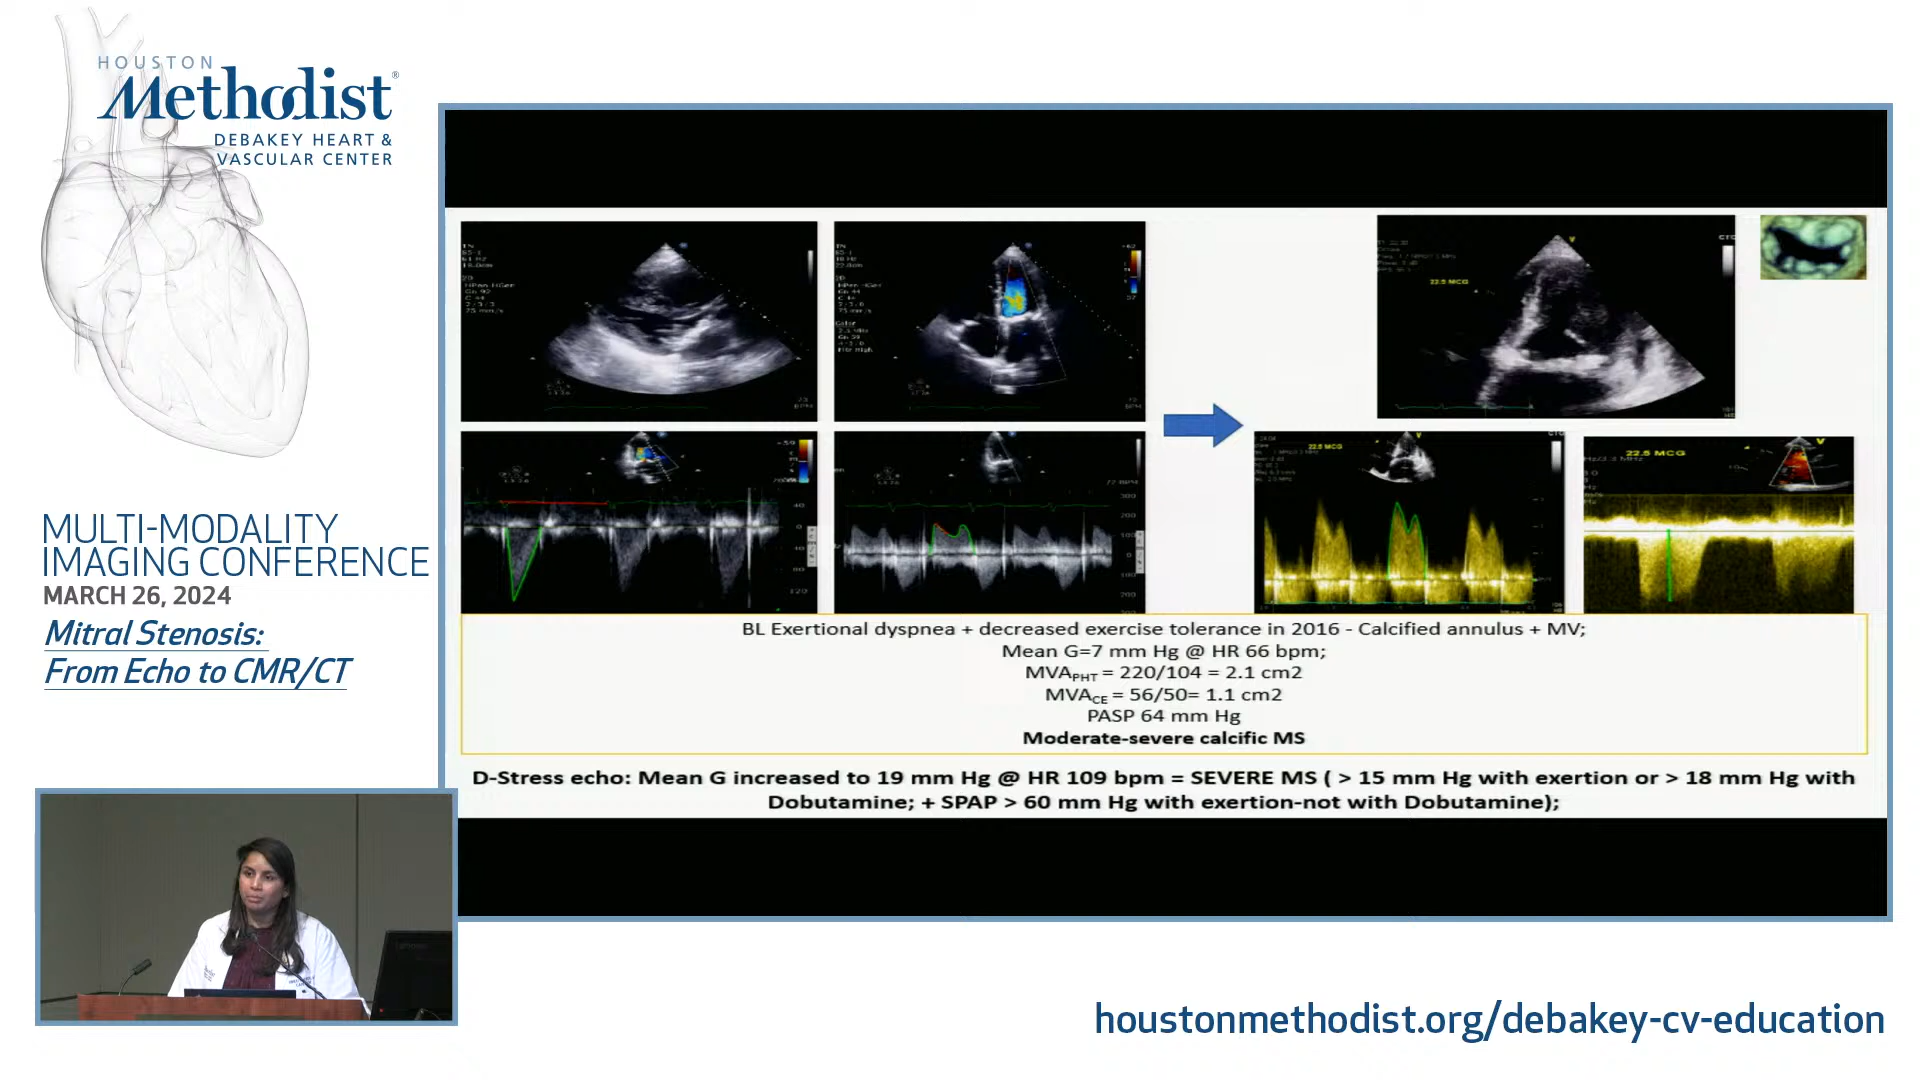 HOUSTON
Methodist®
DEBAKEY HEART &
VASCULAR CENTER
MULTI-MODALITY
IMAGING CONFERENCE
MARCH 26, 2024
Mitral Stenosis:
From Echo to CMR/CT
22.5 MCG
22.5 MCG
22.5 MCG
BL Exertional dyspnea + decreased exercise tolerance in 2016 - Calcified annulus + MV;
Mean G=7 mm Hg @ HR 66 bpm;
MVAPHT = 220/104 = 2.1 cm2
MVACE = 56/50= 1.1 cm2
PASP 64 mm Hg
Moderate-severe calcific MS
D-Stress echo: Mean G increased to 19 mm Hg @ HR 109 bpm = SEVERE MS ( > 15 mm Hg with exertion or > 18 mm Hg with
Dobutamine; + SPAP > 60 mm Hg with exertion-not with Dobutamine);
houstonmethodist.org/debakey-cv-education